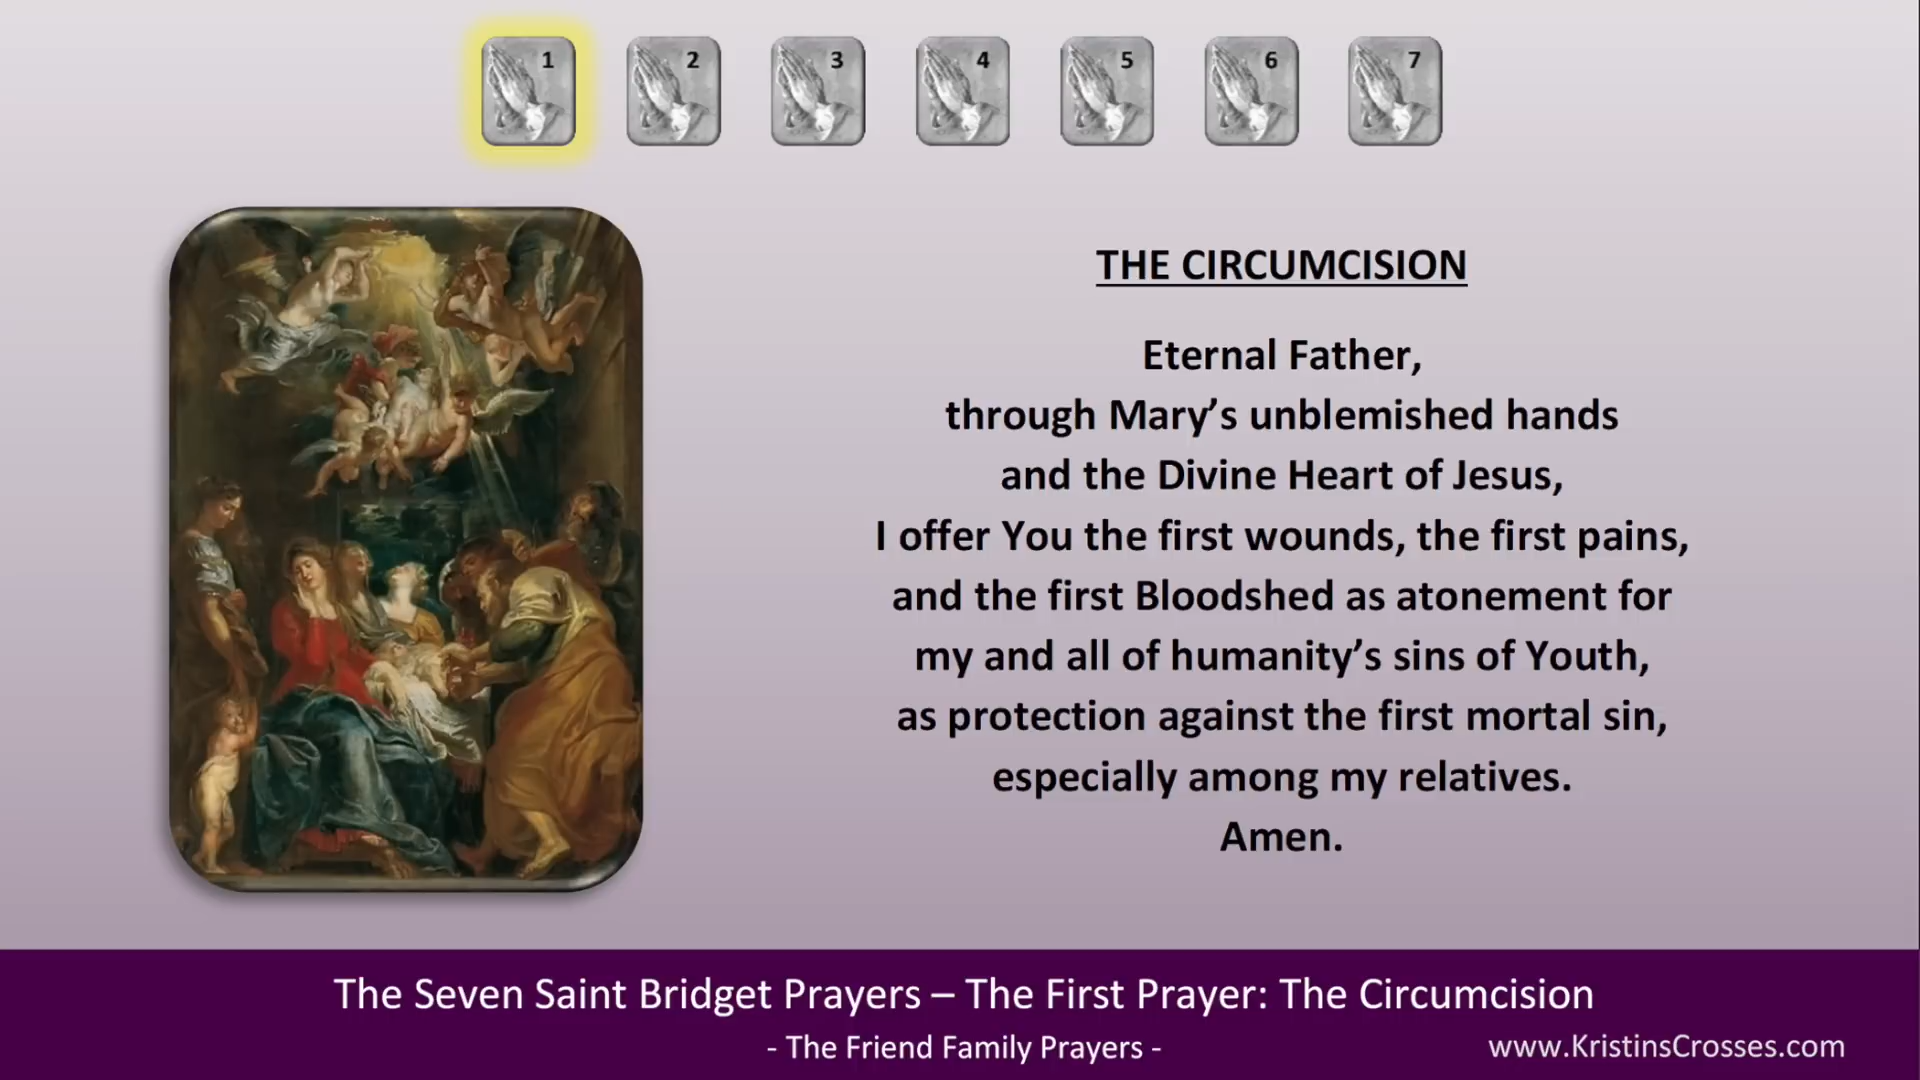 1
2
3
4
5
6
7
THE CIRCUMCISION
Eternal Father,
through Mary’s unblemished hands
and the Divine Heart of Jesus,
I offer You the first wounds, the first pains,
and the first Bloodshed as atonement for
my and all of humanity’s sins of Youth,
as protection against the first mortal sin,
especially among my relatives.
Amen.
The Seven Saint Bridget Prayers – The First Prayer: The Circumcision
- The Friend Family Prayers -
www.KristinsCrosses.com